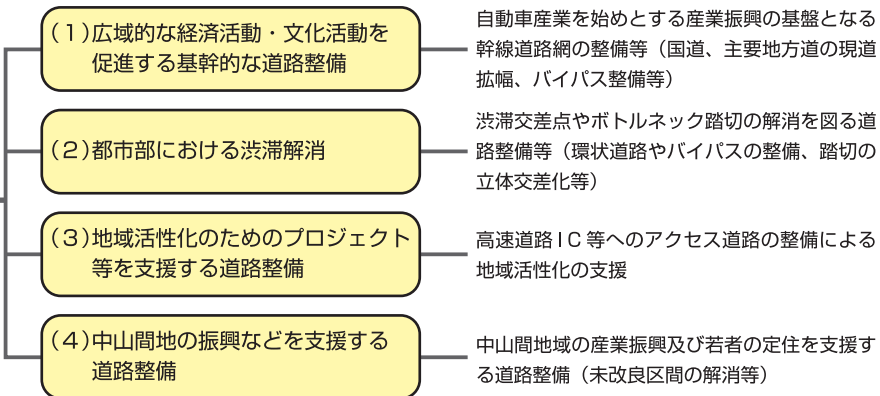 (1)広域的な経済活動・文化活動を
促進する基幹的な道路整備
自動車産業を始めとする産業振興の基盤となる
幹線道路網の整備等（国道、主要地方道の現道
拡幅、バイパス整備等）
(2)都市部における渋滞解消
渋滞交差点やボトルネック踏切の解消を図る道
路整備等（環状道路やバイパスの整備、踏切の
立体交差化等）
(3)地域活性化のためのプロジェクト
等を支援する道路整備
高速道路IC等へのアクセス道路の整備による
地域活性化の支援
(4)中山間地の振興などを支援する
道路整備
中山間地域の産業振興及び若者の定住を支援す
る道路整備（未改良区間の解消等）